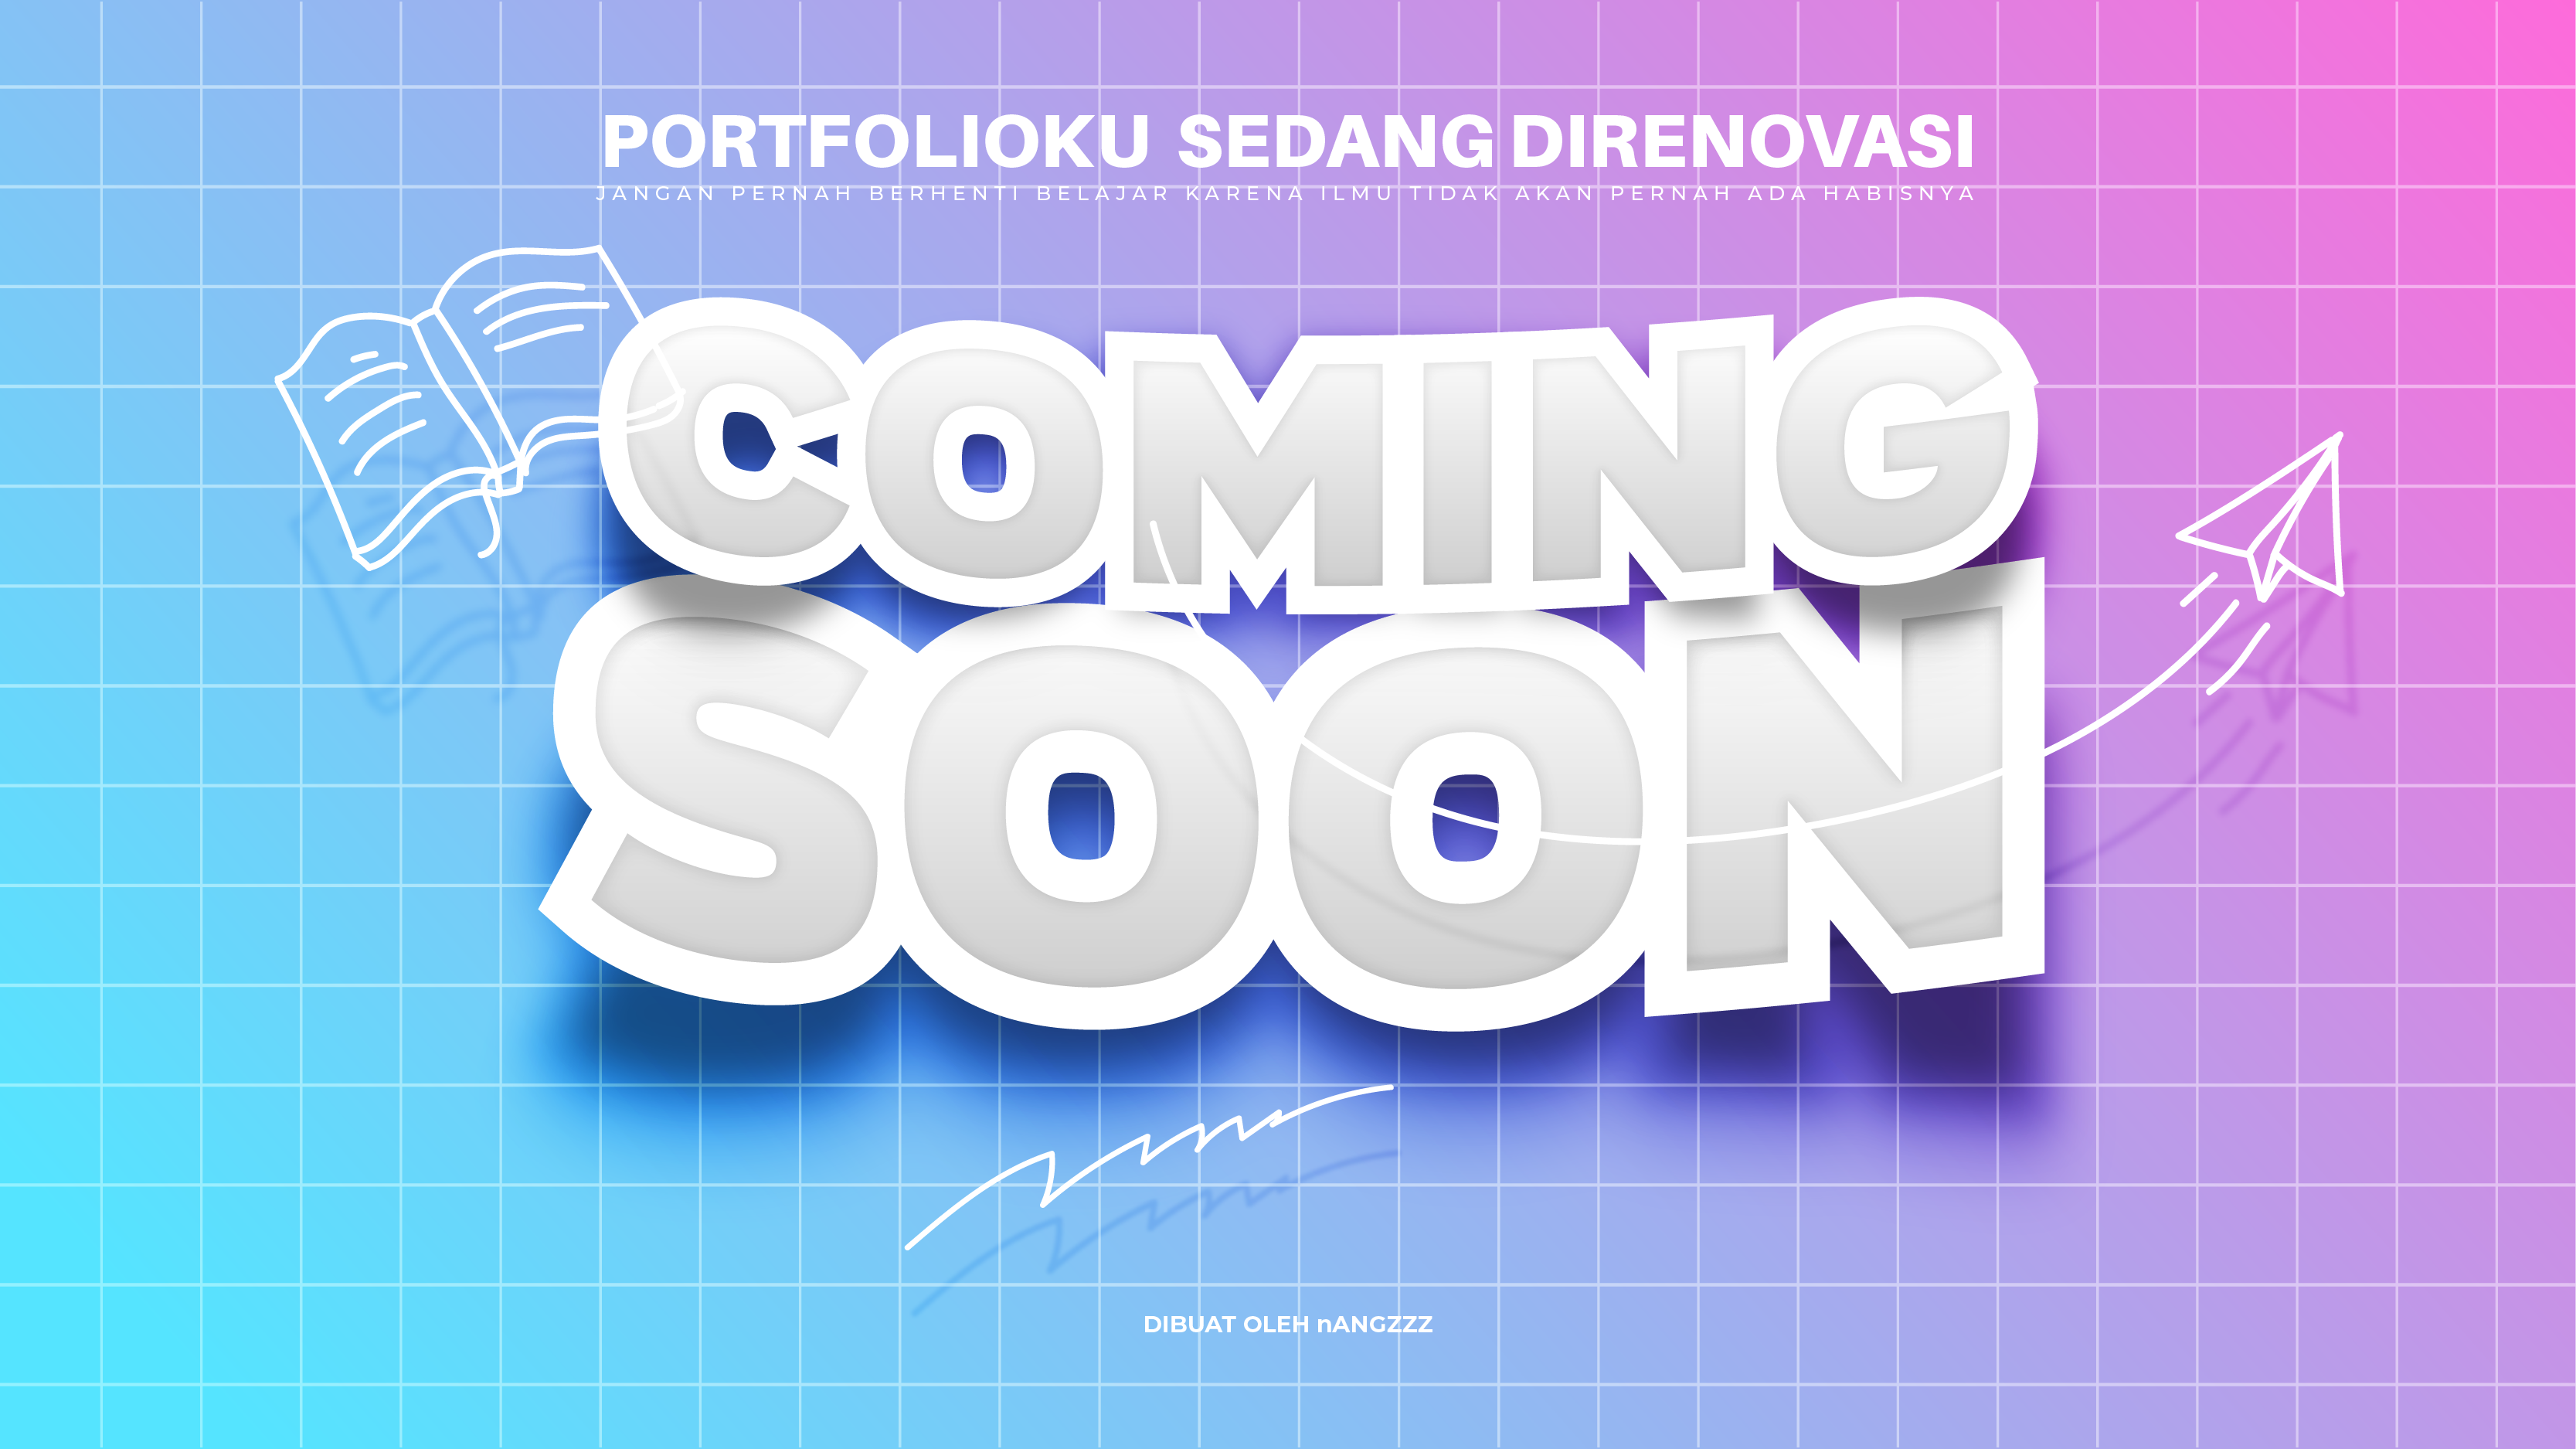 PORTFOLIOKU SEDANG DIRENOVASI
JANGAN PERNAH BERHENTI BELAJAR KARENA ILMU TIDAK AKAN PERNAH ADA HABISNYA
COMING
SOON
DIBUAT OLEH nANGZZZ